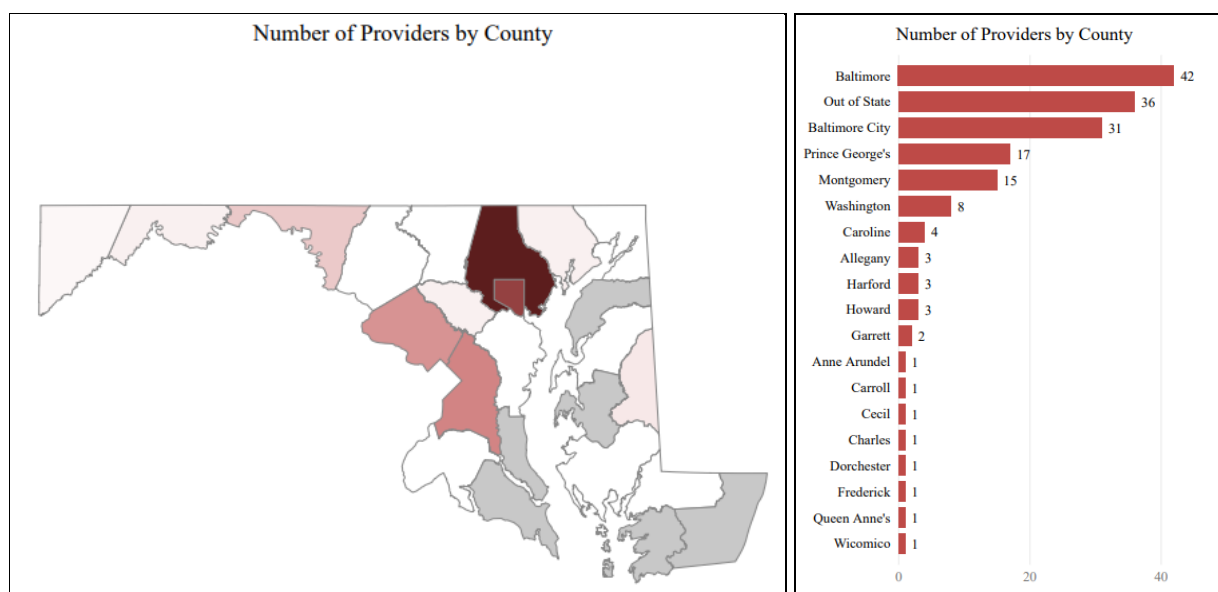 Number of Providers by County
Number of Providers by County
Baltimore 42
Out of State 36
Baltimore City 31
Prince George's 17
Montgomery 15
Washington 8
Caroline 4
Allegany 3
Harford 3
Howard 3
Garrett 2
Anne Arundel 1
Carroll 1
Cecil 1
Charles 1
Dorchester 1
Frederick 1
Queen Anne's 1
Wicomico 1
0 20 40